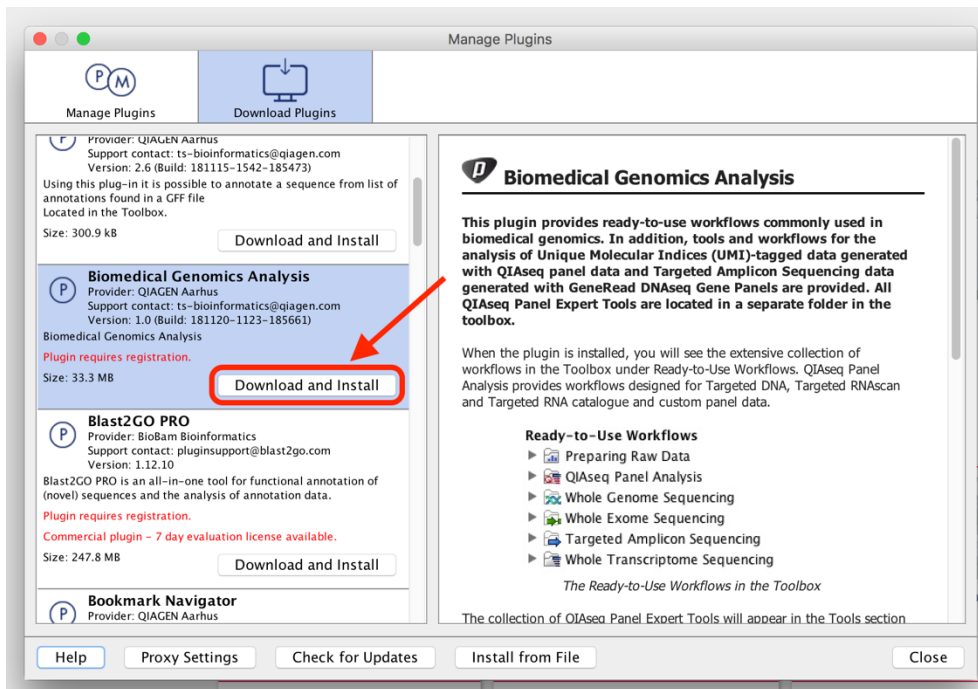 Manage Plugins
Manage Plugins
Download Plugins
Provider: QIAGEN Aarhus
Support contact: ts-bioinformatics@qiagen.com
Version: 2.6 (Build: 181115-1542-185473)
Using this plug-in it is possible to annotate a sequence from list of
annotations found in a GFF file
Located in the Toolbox.
Size: 300.9 kB
Download and Install
Biomedical Genomics Analysis
Provider: QIAGEN Aarhus
Support contact: ts-bioinformatics@qiagen.com
Version: 1.0 (Build: 181120-1123-185661)
Biomedical Genomics Analysis
Plugin requires registration.
Size: 33.3 MB
Download and Install
Blast2GO PRO
Provider: BioBam Bioinformatics
Support contact: pluginsupport@blast2go.com
Version: 1.12.10
Blast2GO PRO is an all-in-one tool for functional annotation of
(novel) sequences and the analysis of annotation data.
Plugin requires registration.
Commercial plugin - 7 day evaluation license available.
Size: 247.8 MB
Download and Install
Bookmark Navigator
Provider: QIAGEN Aarhus
Biomedical Genomics Analysis
This plugin provides ready-to-use workflows commonly used in
biomedical genomics. In addition, tools and workflows for the
analysis of Unique Molecular Indices (UMI)-tagged data generated
with QIAseq panel data and Targeted Amplicon Sequencing data
generated with GeneRead DNAseq Gene Panels are provided. All
QIAseq Panel Expert Tools are located in a separate folder in the
toolbox.
When the plugin is installed, you will see the extensive collection of
workflows in the Toolbox under Ready-to-Use Workflows. QIAseq Panel
Analysis provides workflows designed for Targeted DNA, Targeted RNAscan
and Targeted RNA catalogue and custom panel data.
Ready-to-Use Workflows
Preparing Raw Data
QIAseq Panel Analysis
Whole Genome Sequencing
Whole Exome Sequencing
Targeted Amplicon Sequencing
Whole Transcriptome Sequencing
The Ready-to-Use Workflows in the Toolbox
The collection of QIAseq Panel Expert Tools will appear in the Tools section
Help
Proxy Settings
Check for Updates
Install from File
Close